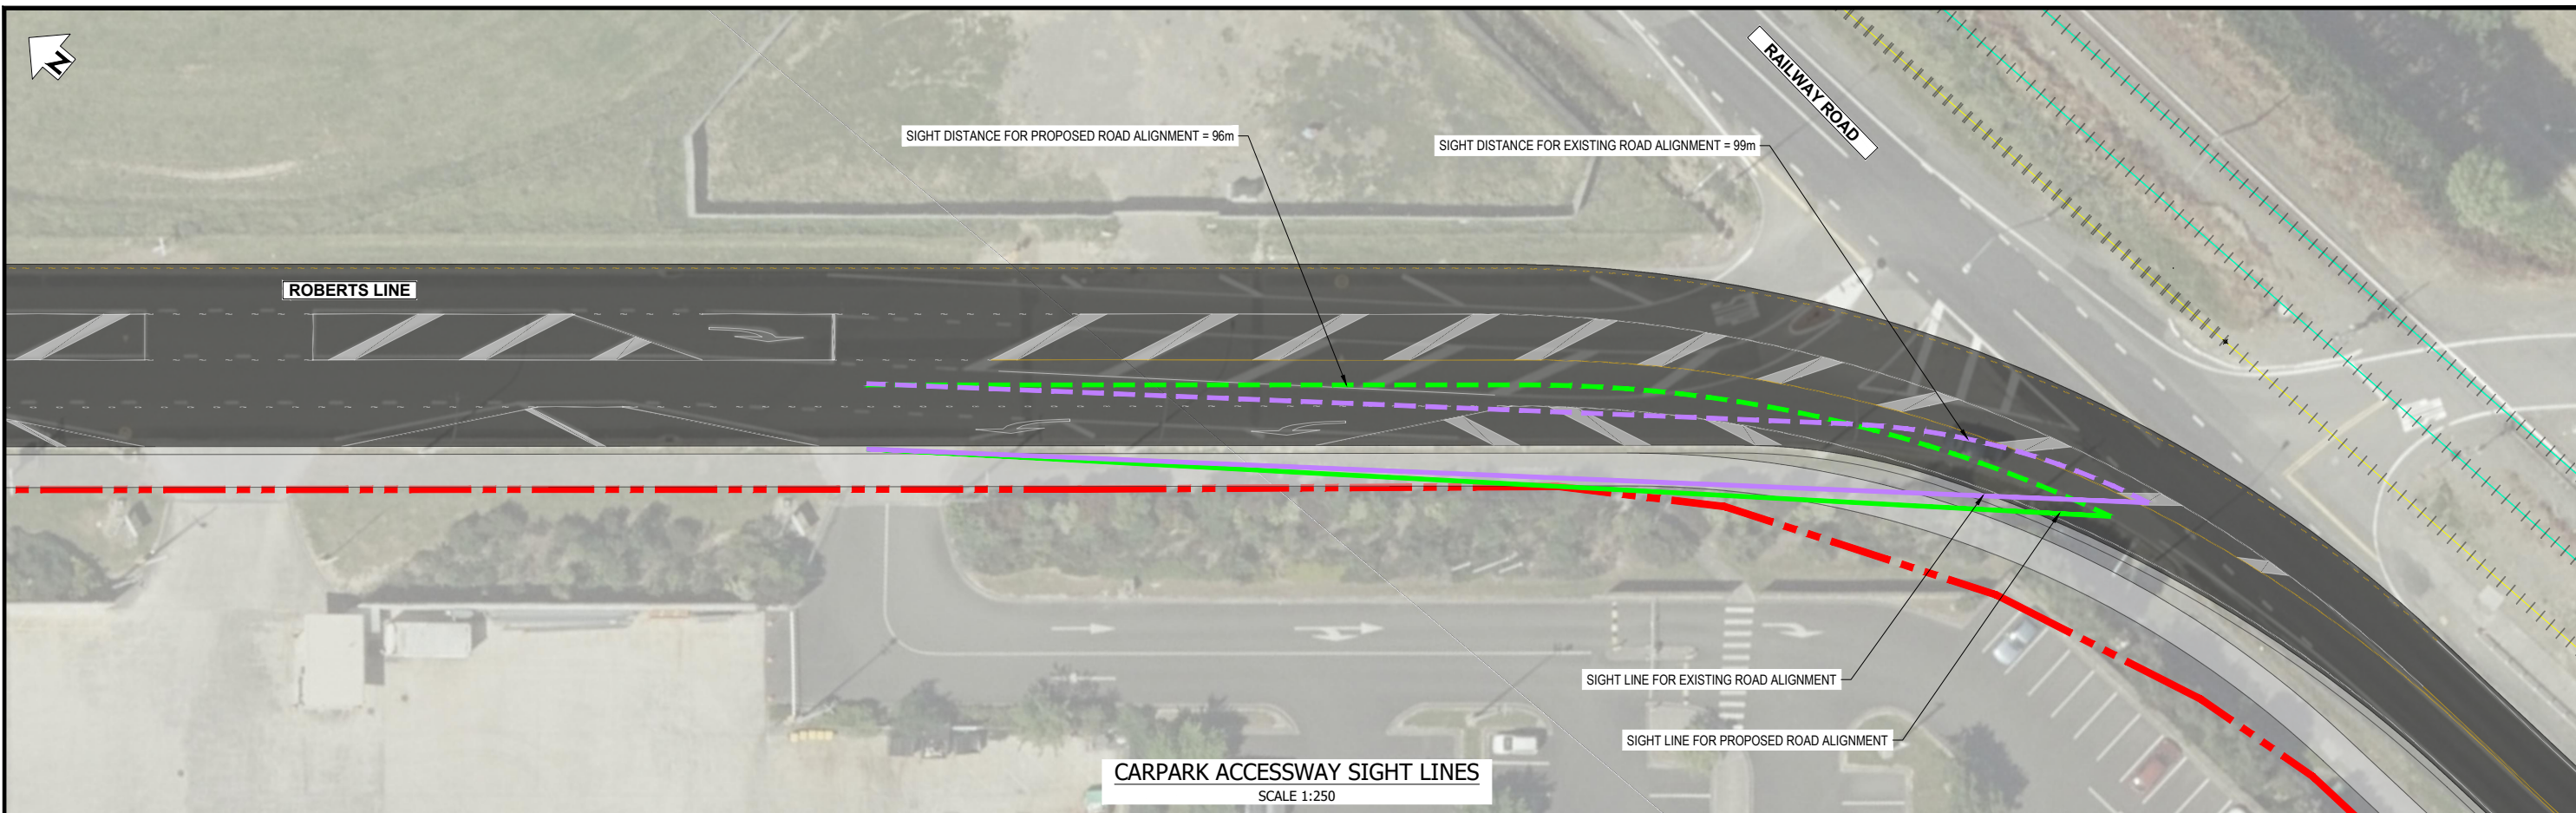 N
RAILWAY ROAD
SIGHT DISTANCE FOR PROPOSED ROAD ALIGNMENT = 96m
SIGHT DISTANCE FOR EXISTING ROAD ALIGNMENT = 99m
ROBERTS LINE
SIGHT LINE FOR EXISTING ROAD ALIGNMENT
SIGHT LINE FOR PROPOSED ROAD ALIGNMENT
CARPARK ACCESSWAY SIGHT LINES
SCALE 1:250